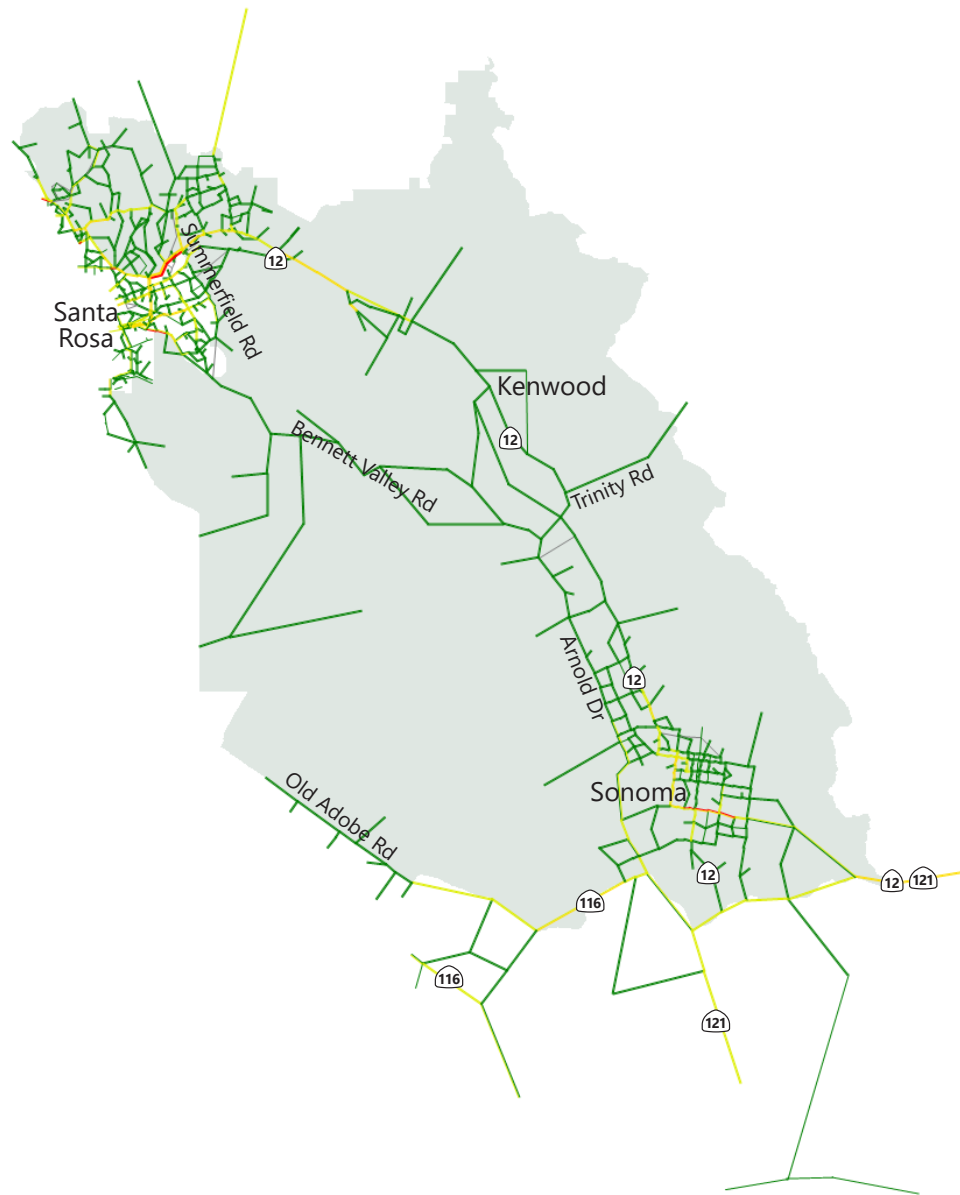 Summerfield Rd
12
Santa
Rosa
Kenwood
12
Bennett Valley Rd
Trinity Rd
Arnold Dr
12
Sonoma
Old Adobe Rd
12
12
121
116
116
121